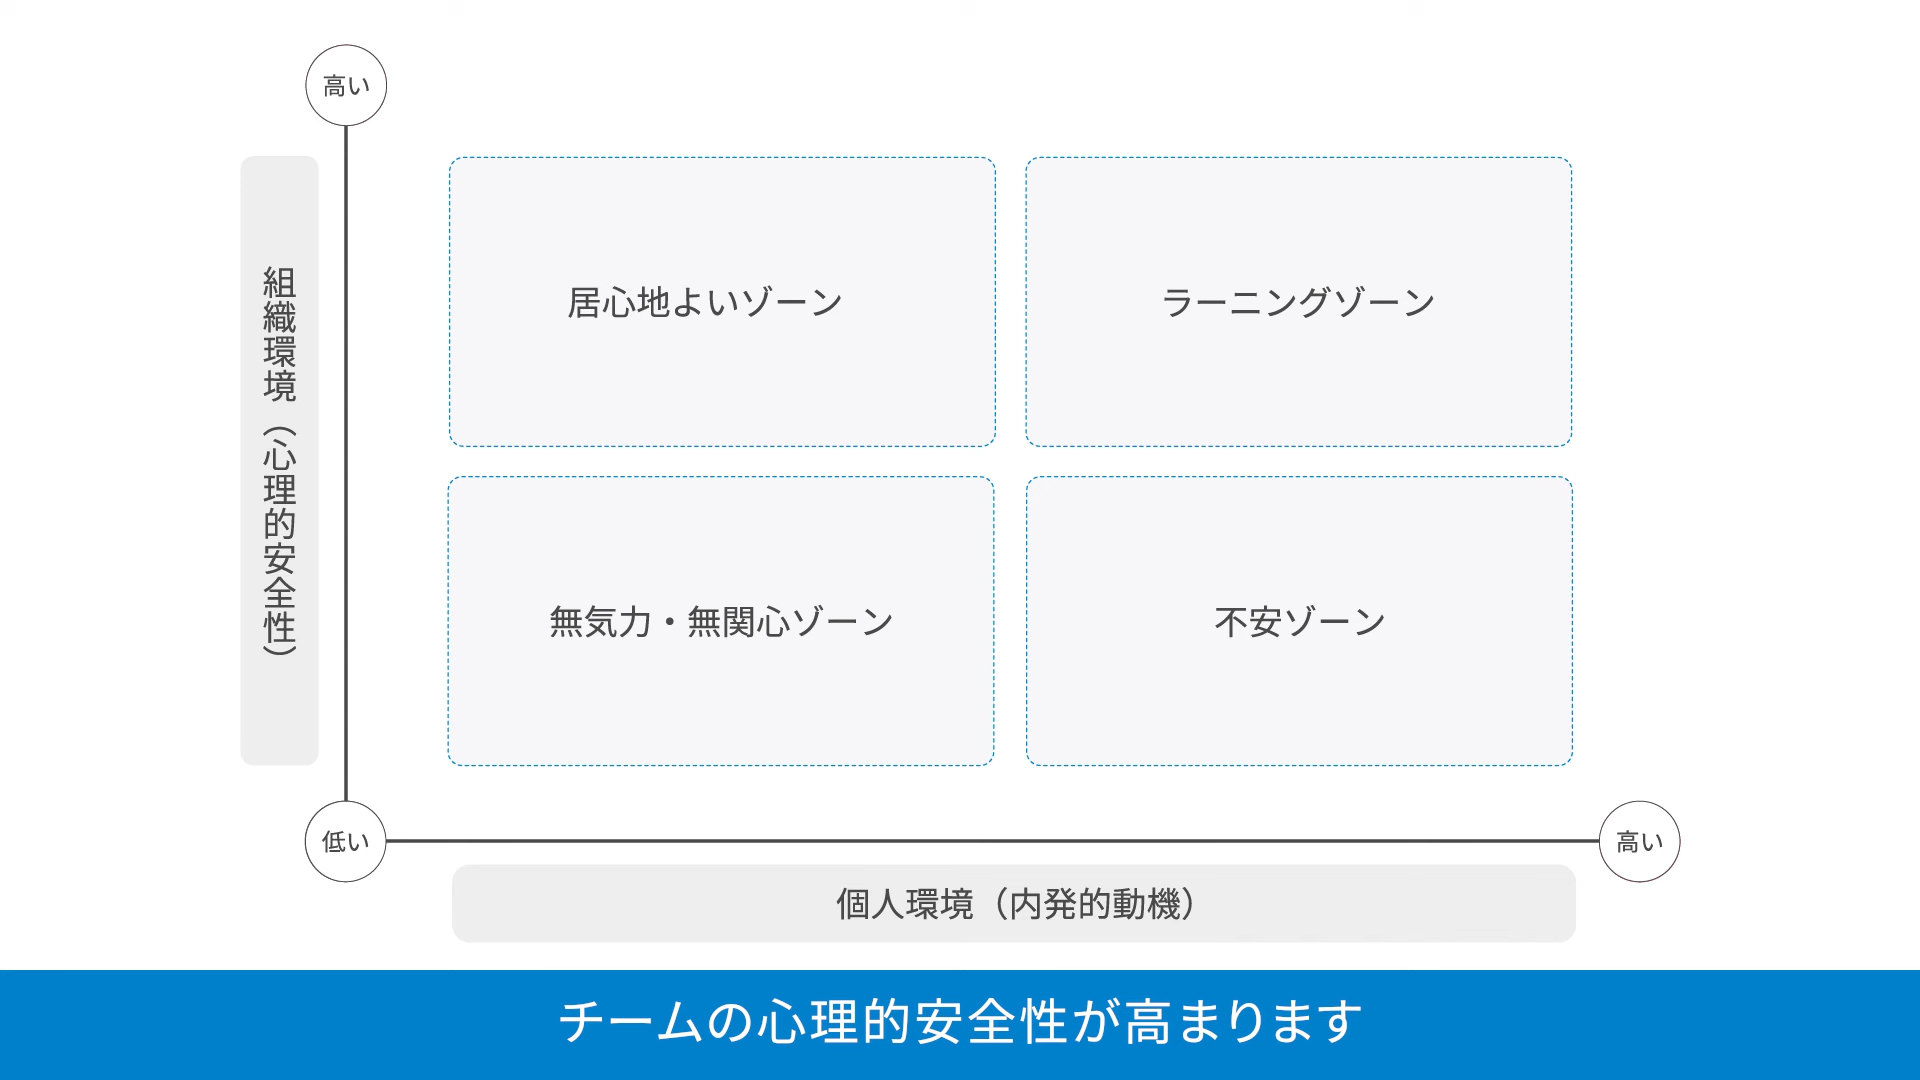 高い
組織環境（心理的安全性）
居心地よいゾーン
ラーニングゾーン
無気力・無関心ゾーン
不安ゾーン
低い
高い
個人環境（内発的動機）
チームの心理的安全性が高まります